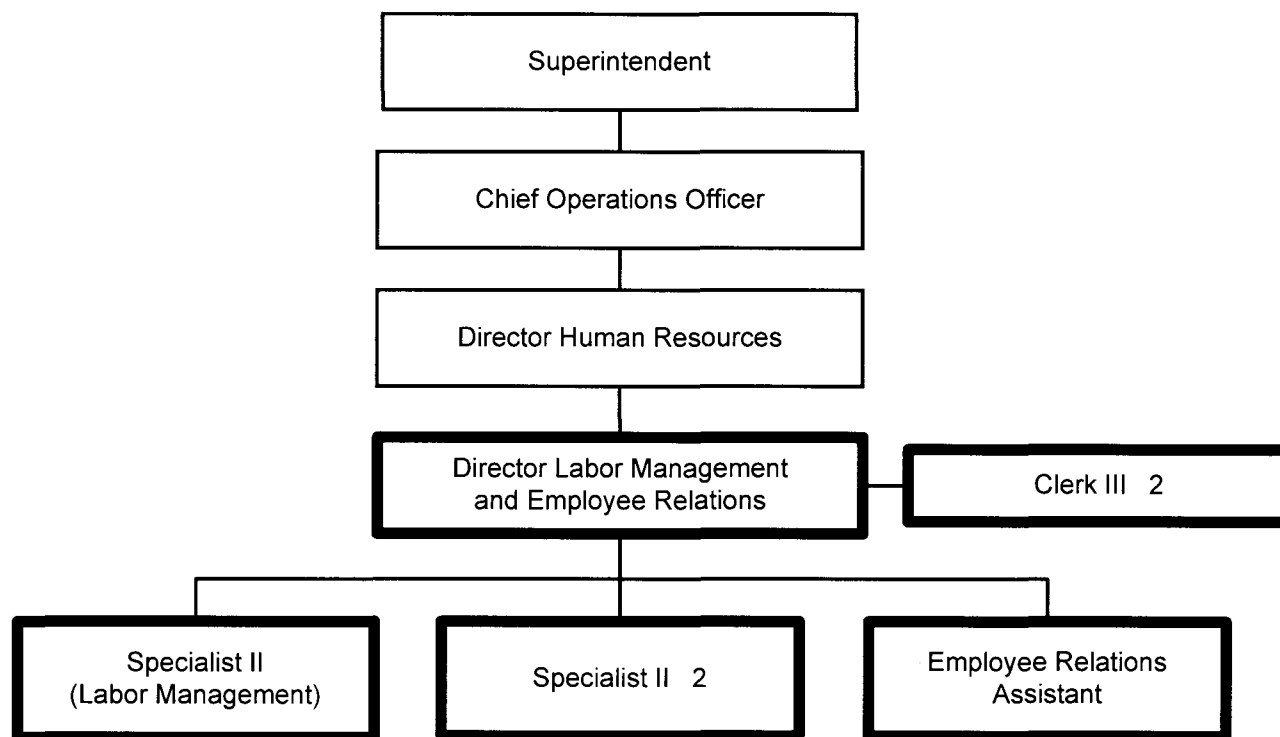 Superintendent
Chief Operations Officer
Director Human Resources
Director Labor Management
and Employee Relations
Clerk III 2
Specialist II
(Labor Management)
Specialist II 2
Employee Relations
Assistant